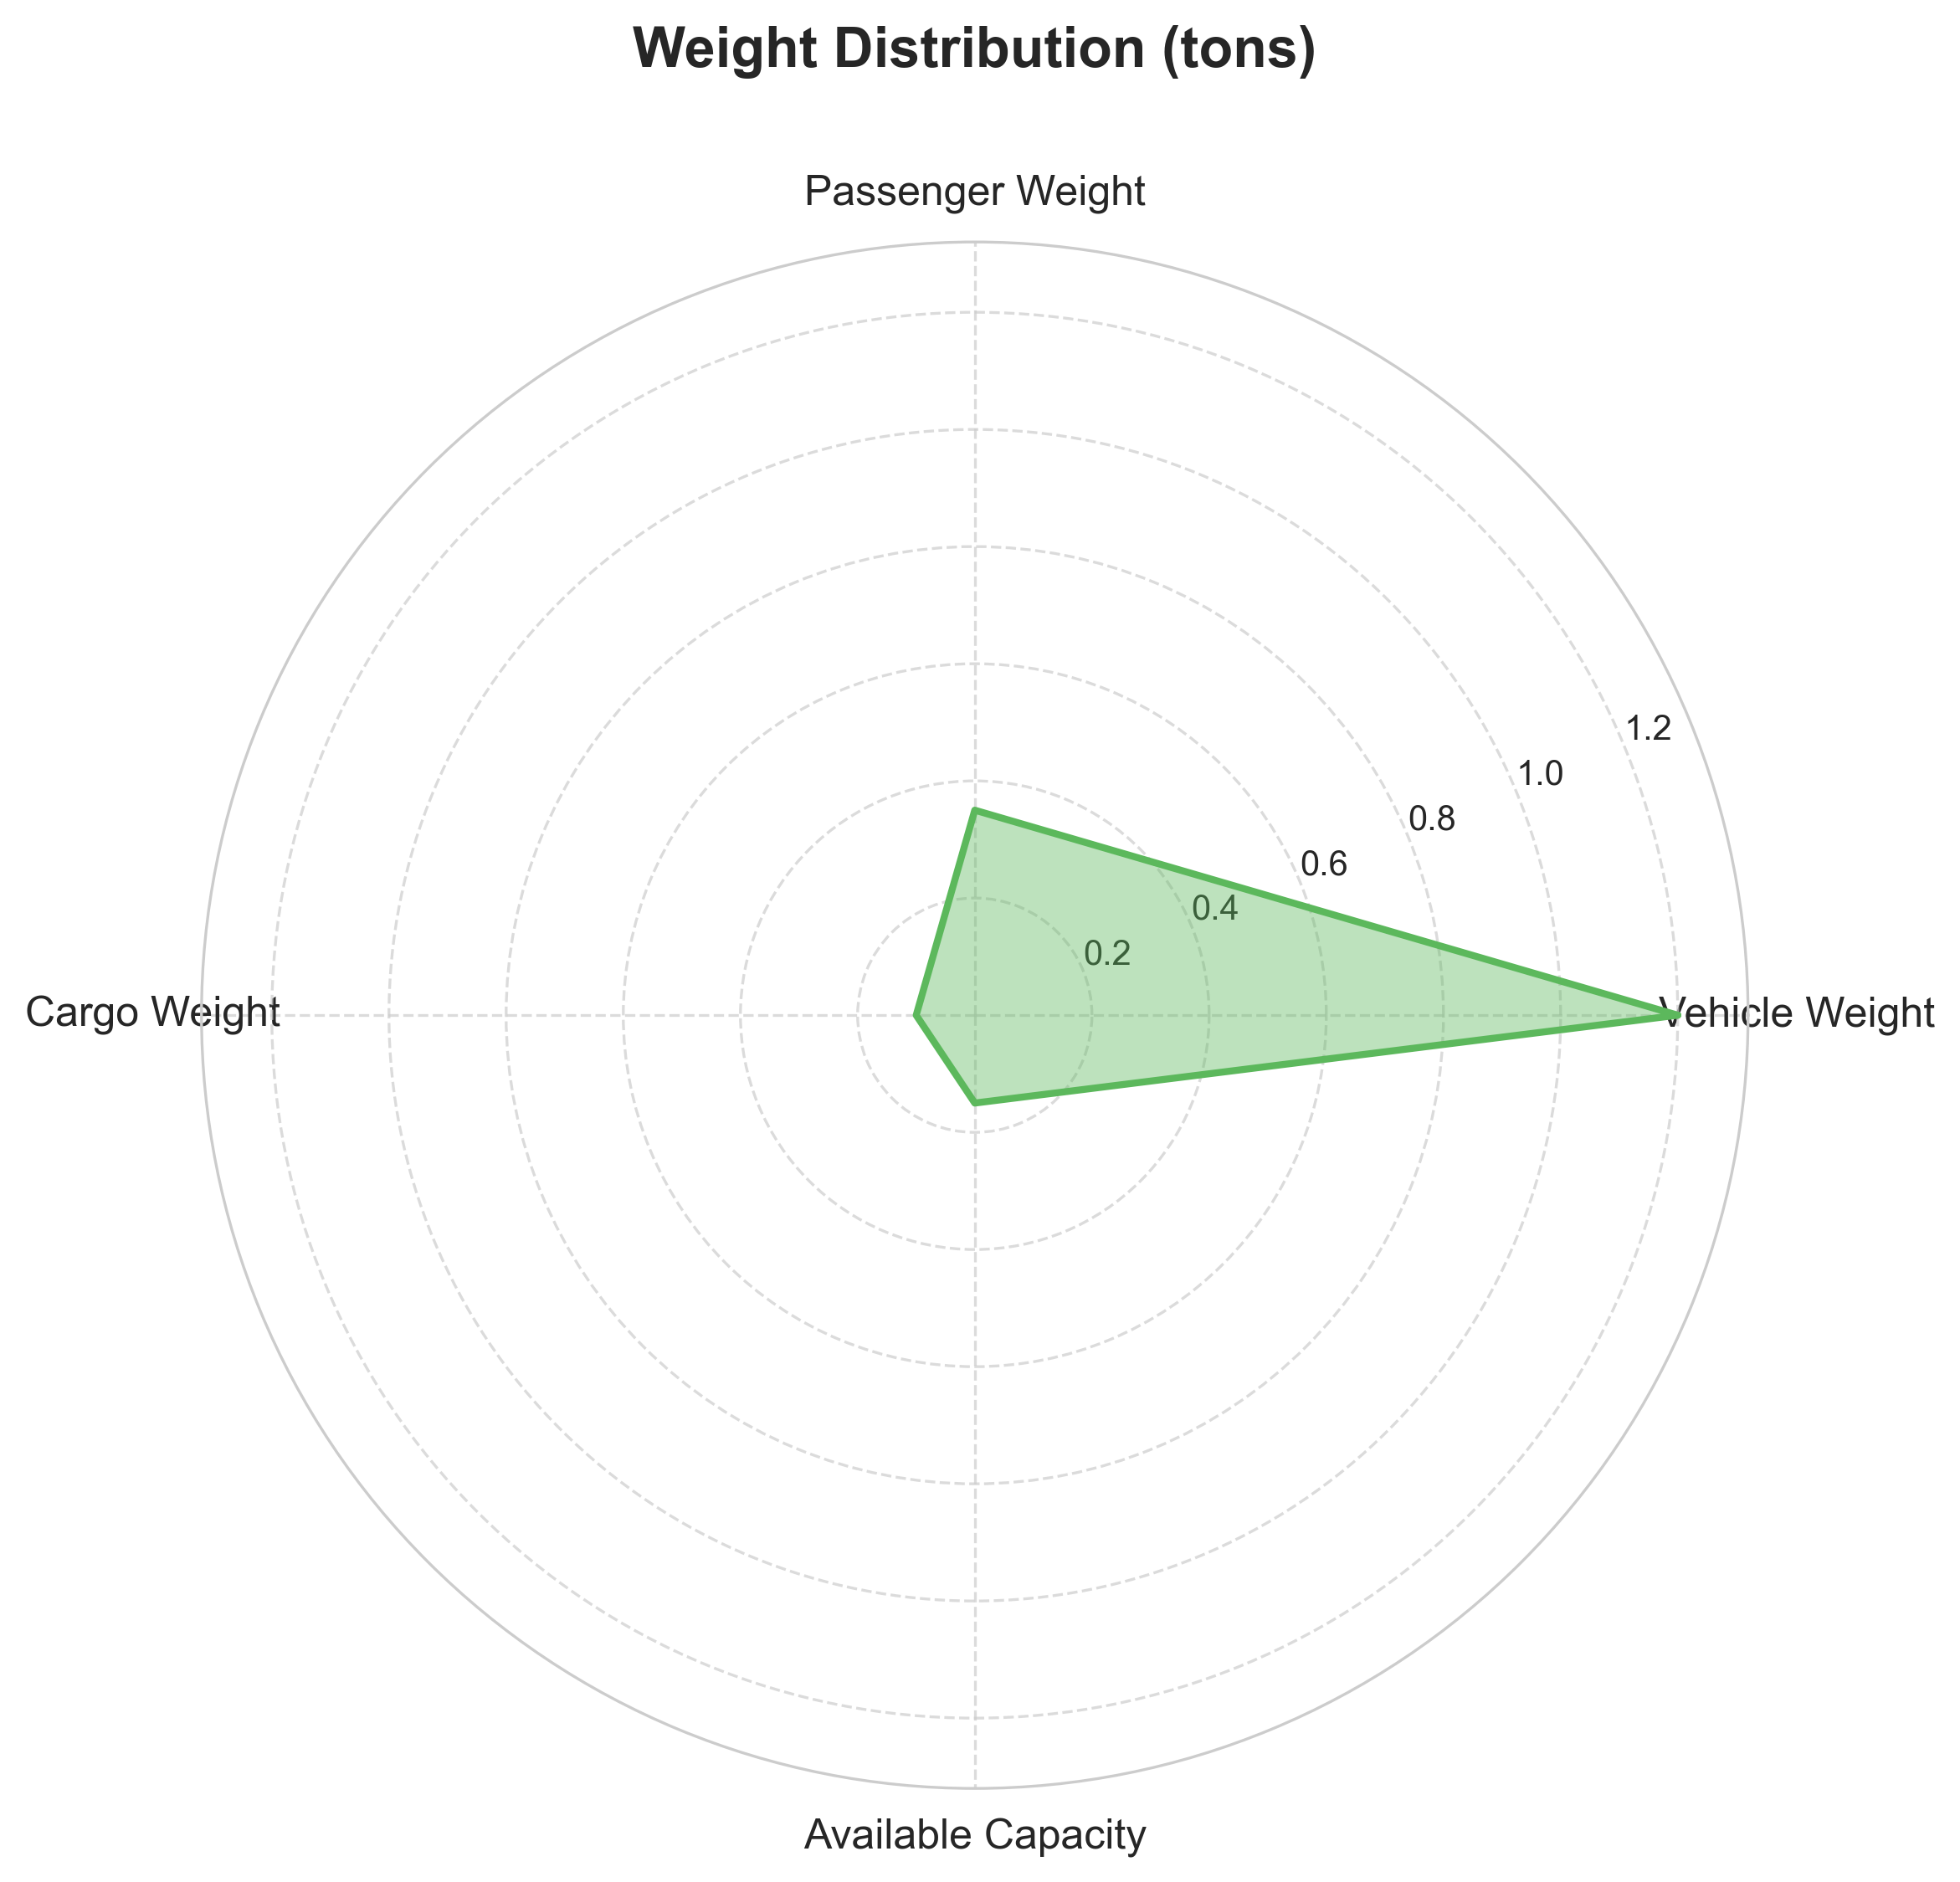 Weight Distribution (tons)
Passenger Weight
1.2
1.0
0.8
0.6
0.4
0.2
Cargo Weight
Vehicle Weight
Available Capacity